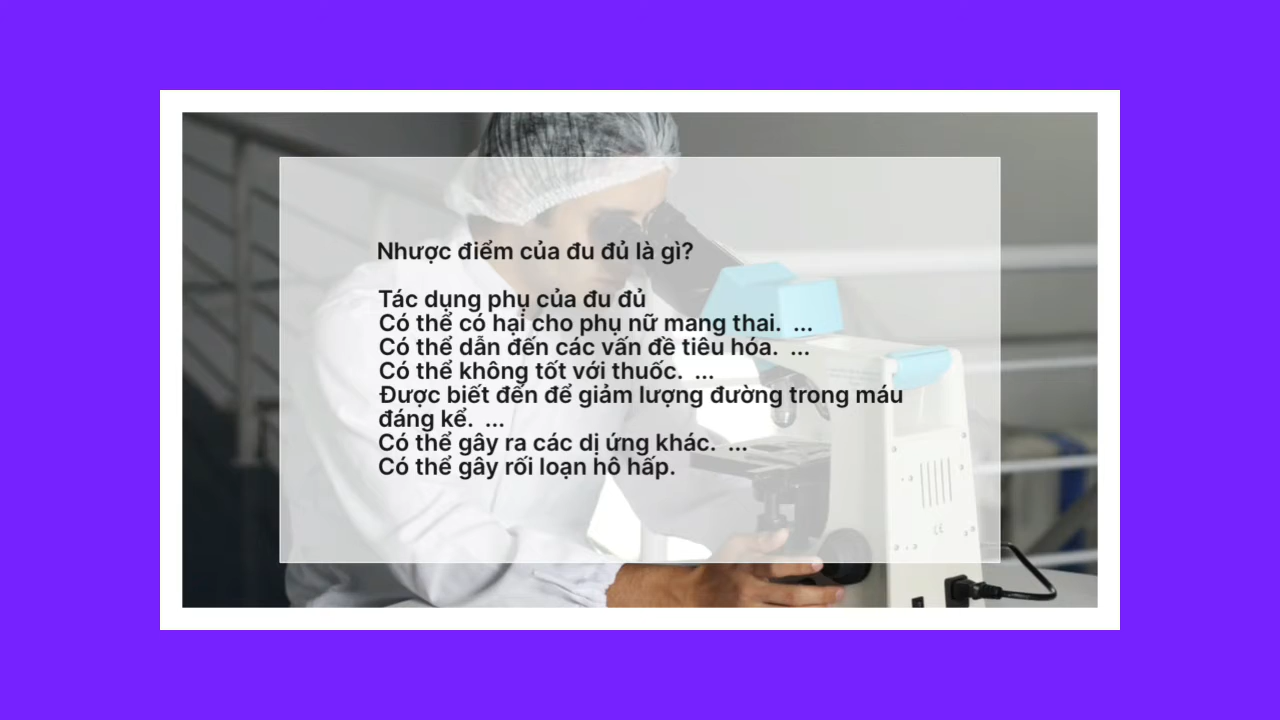 Nhược điểm của đu đủ là gì?
Tác dụng phụ của đu đủ
Có thể có hại cho phụ nữ mang thai. ...
Có thể dẫn đến các vấn đề tiêu hóa. ...
Có thể không tốt với thuốc. ...
Được biết đến để giảm lượng đường trong máu
đáng kể. ...
Có thể gây ra các dị ứng khác. ...
Có thể gây rối loạn hô hấp.